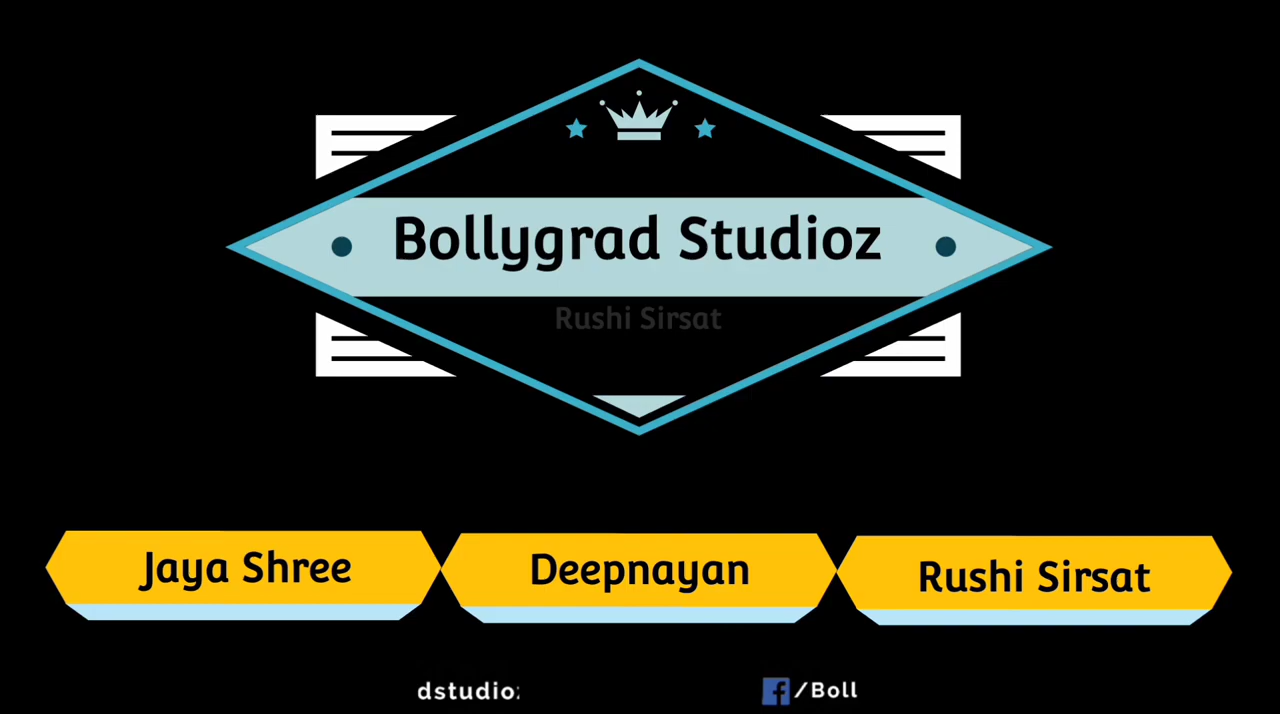 Bollygrad Studioz
Rushi Sirsat
Jaya Shree
Deepnayan
Rushi Sirsat
dstudio
/Boll